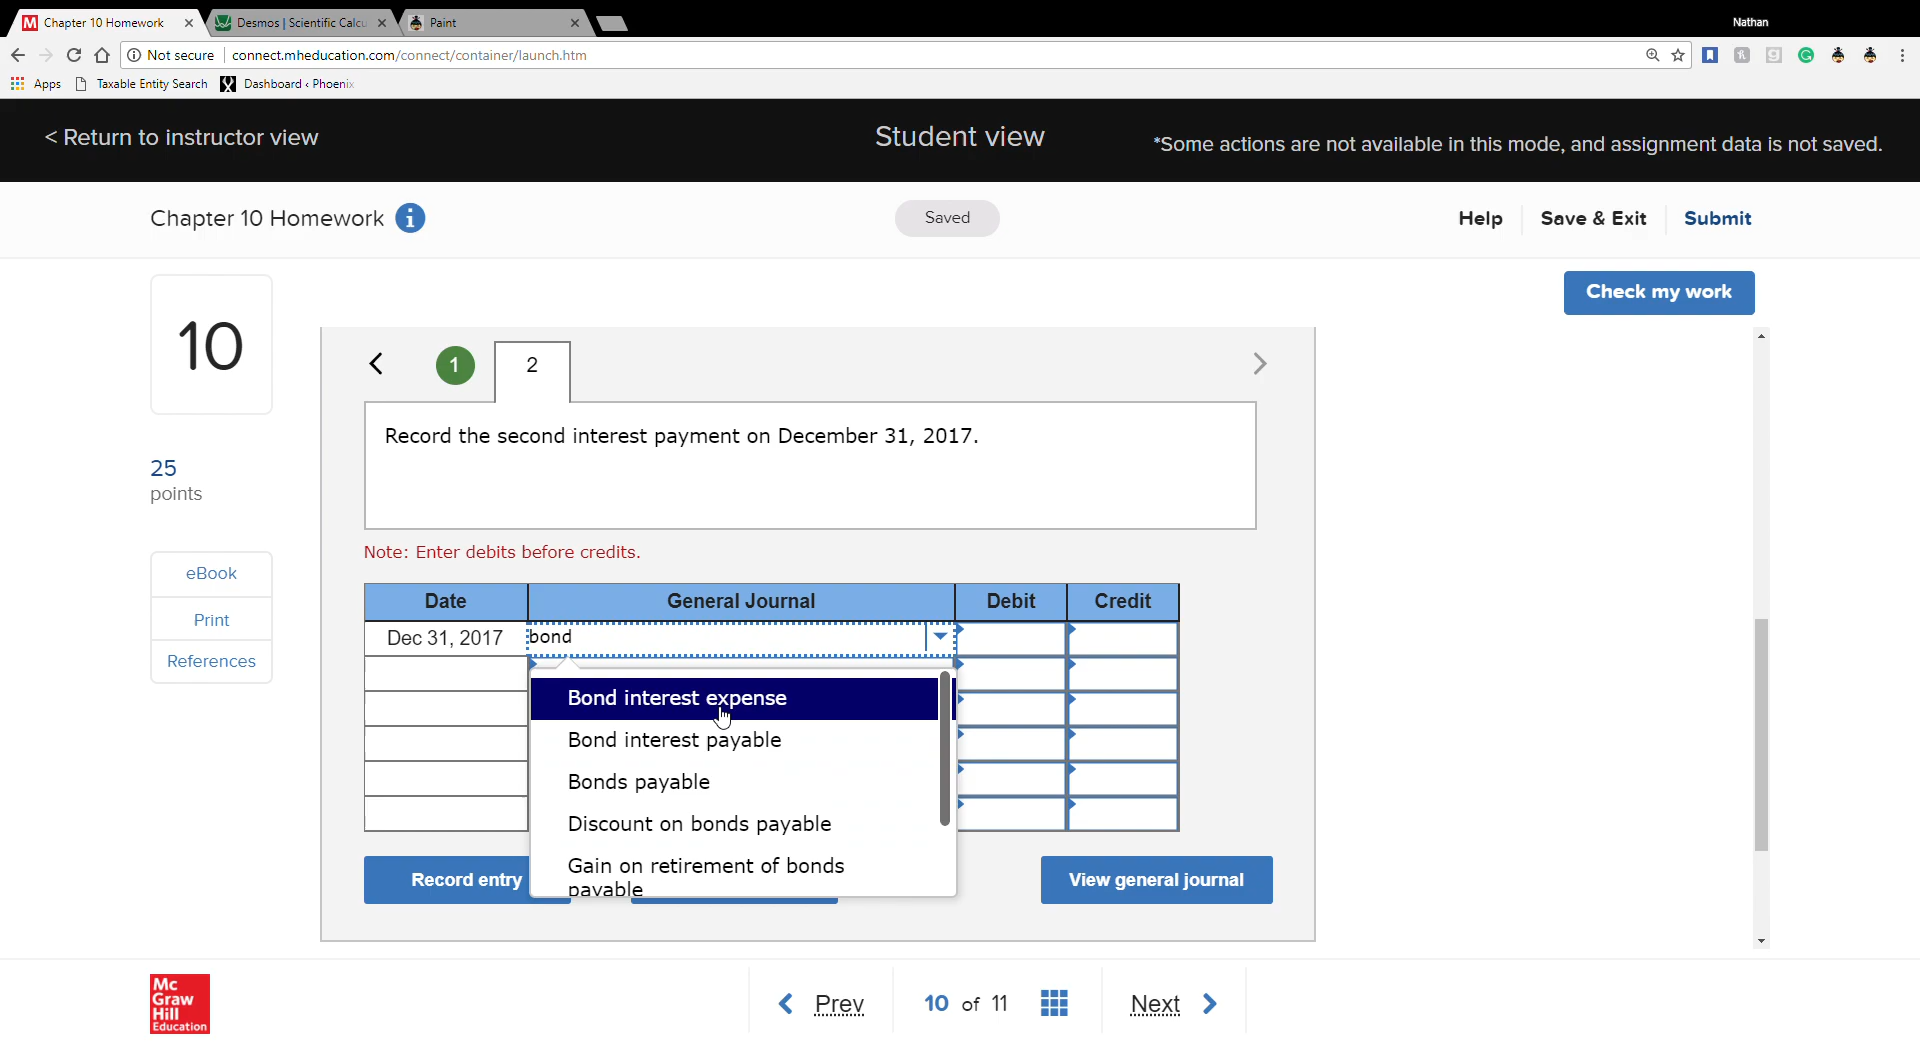 Chapter 10 Homework
Desmos | Scientific Calcu
Paint
Nathan
Not secure
connect.mheducation.com/connect/container/launch.htm
Apps
Taxable Entity Search
Dashboard ‹ Phoenix
< Return to instructor view
Student view
*Some actions are not available in this mode, and assignment data is not saved.
Chapter 10 Homework
i
Saved
Help
Save & Exit
Submit
Check my work
10
25
points
eBook
Print
References
1
2
Record the second interest payment on December 31, 2017.
Note: Enter debits before credits.
Date
General Journal
Debit
Credit
Dec 31, 2017
bond
Bond interest expense
Bond interest payable
Bonds payable
Discount on bonds payable
Gain on retirement of bonds
payable
Record entry
View general journal
Mc
Graw
Hill
Education
Prev
10 of 11
Next